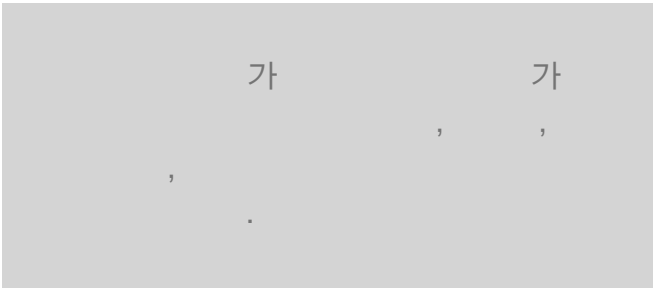 가 가
, ,
,
.